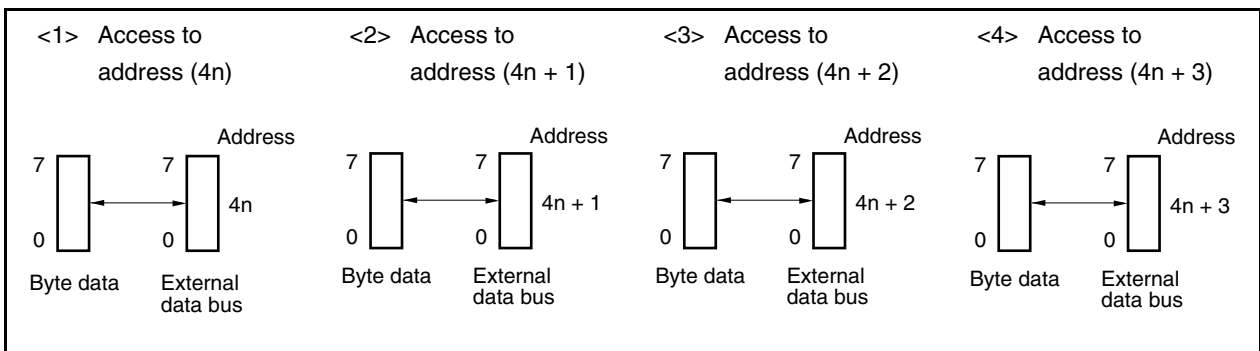 <1> Access to
address (4n)
Address
7
7
4n
0
0
Byte data
External
data bus
<2> Access to
address (4n + 1)
Address
7
7
4n + 1
0
0
Byte data
External
data bus
<3> Access to
address (4n + 2)
Address
7
7
4n + 2
0
0
Byte data
External
data bus
<4> Access to
address (4n + 3)
Address
7
7
4n + 3
0
0
Byte data
External
data bus